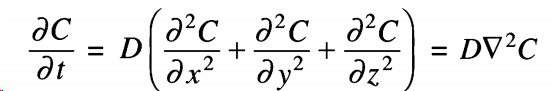 ∂C/∂t = D(∂²C/∂x² + ∂²C/∂y² + ∂²C/∂z²) = D∇²C